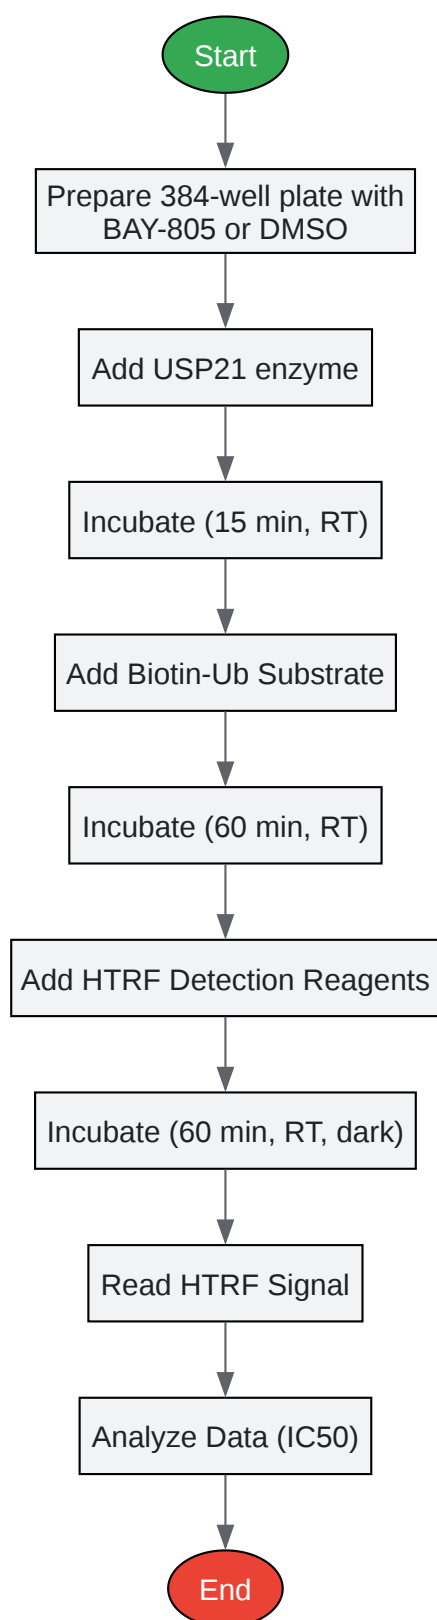 Start
Prepare 384-well plate with
BAY-805 or DMSO
Add USP21 enzyme
Incubate (15 min, RT)
Add Biotin-Ub Substrate
Incubate (60 min, RT)
Add HTRF Detection Reagents
Incubate (60 min, RT, dark)
Read HTRF Signal
Analyze Data (IC50)
End